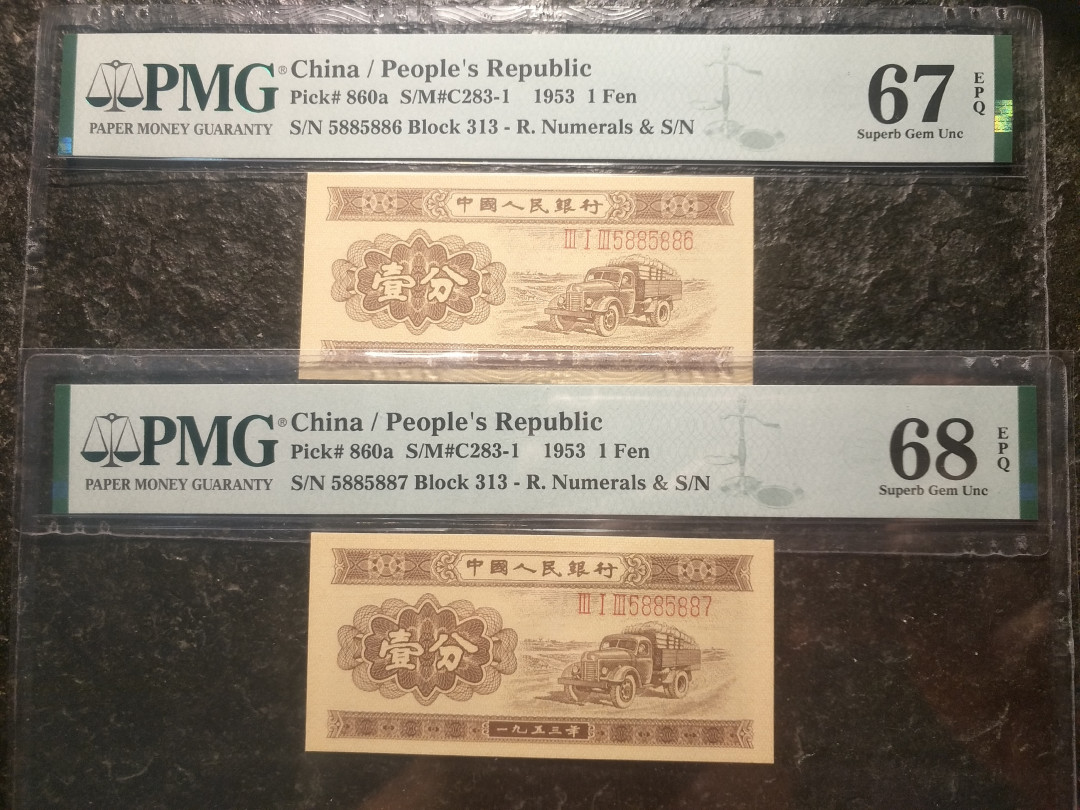 PMG® China / People's Republic
PAPER MONEY GUARANTY
Pick# 860a S/M#C283-1 1953 1 Fen
S/N 5885886 Block 313 - R. Numerals & S/N
67 EPQ
Superb Gem Unc
中國人民銀行
III I III 5885886
壹分
PMG® China / People's Republic
PAPER MONEY GUARANTY
Pick# 860a S/M#C283-1 1953 1 Fen
S/N 5885887 Block 313 - R. Numerals & S/N
68 EPQ
Superb Gem Unc
中國人民銀行
III I III 5885887
壹分
一九五三年